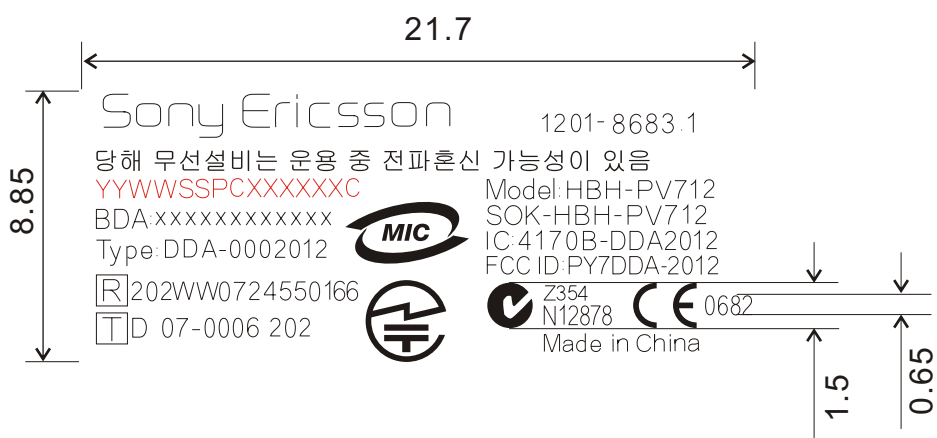 21.7
8.85
Sony Ericsson
1201-8683.1
당해 무선설비는 운용 중 전파혼신 가능성이 있음
YYWWSSPCXXXXXXC
BDA:xxxxxxxxxxxx
Type:DDA-0002012
MIC
Model:HBH-PV712
SOK-HBH-PV712
IC:4170B-DDA2012
FCC ID:PY7DDA-2012
R 202WW0724550166
T D 07-0006 202
Z354
N12878
CE 0682
Made in China
1.5
0.65